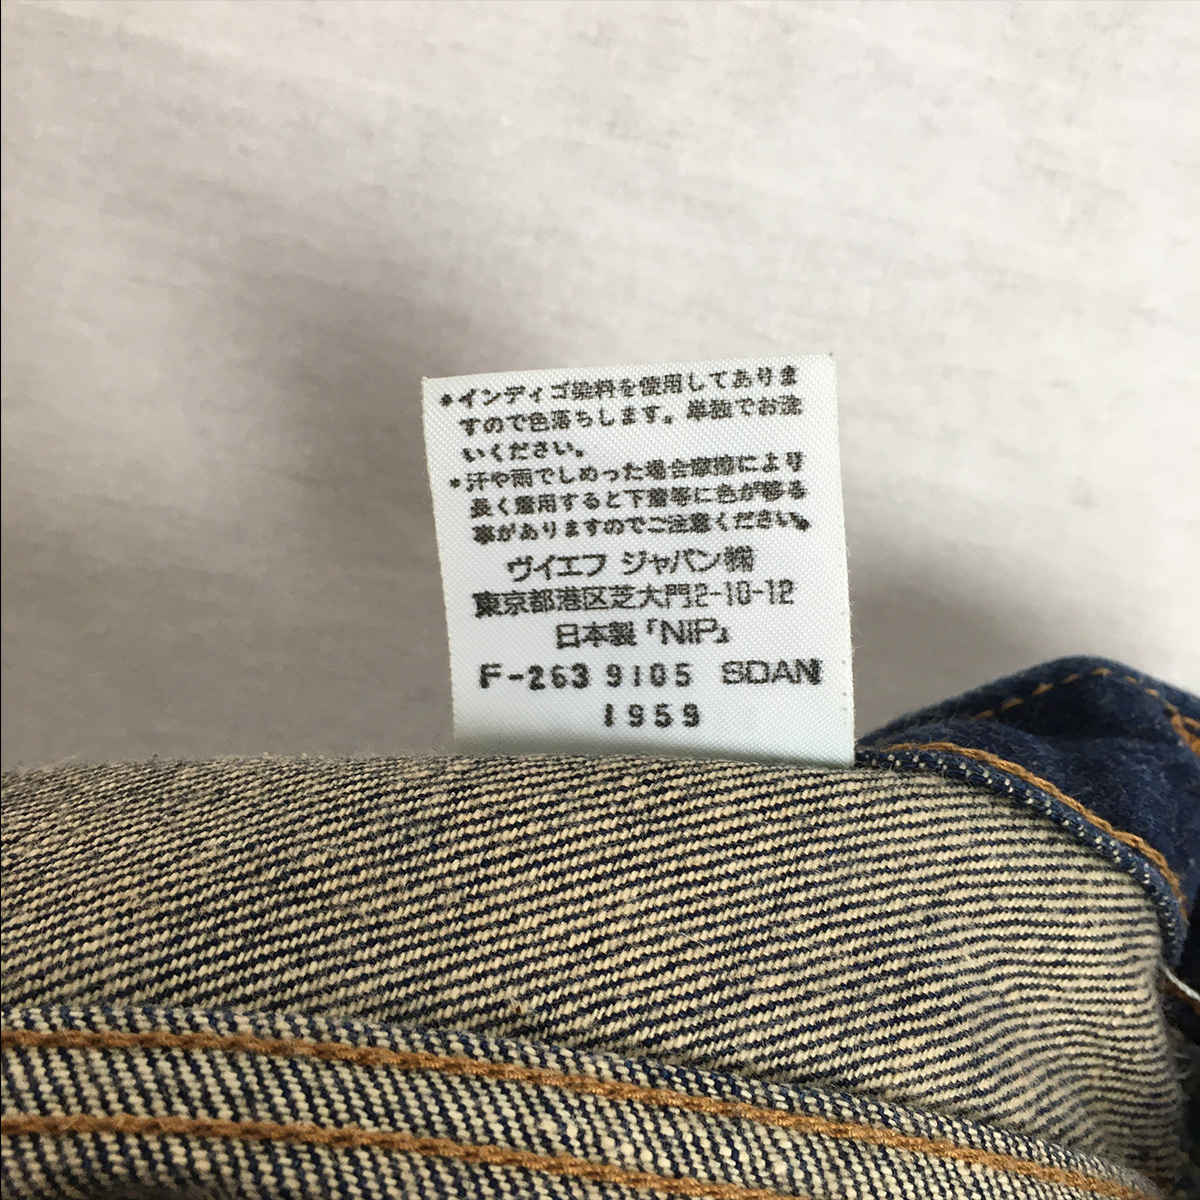 *インディゴ染料を使用してありま
すので色落ちします。単独でお洗
いください。
*汗や雨でしめった場合摩擦により
長く着用すると下着等に色が移る
事がありますのでご注意ください。
ヴイエフ ジャパン㈱
東京都港区芝大門2-10-12
日本製「NIP」
F-263 9105 SDAN
1959